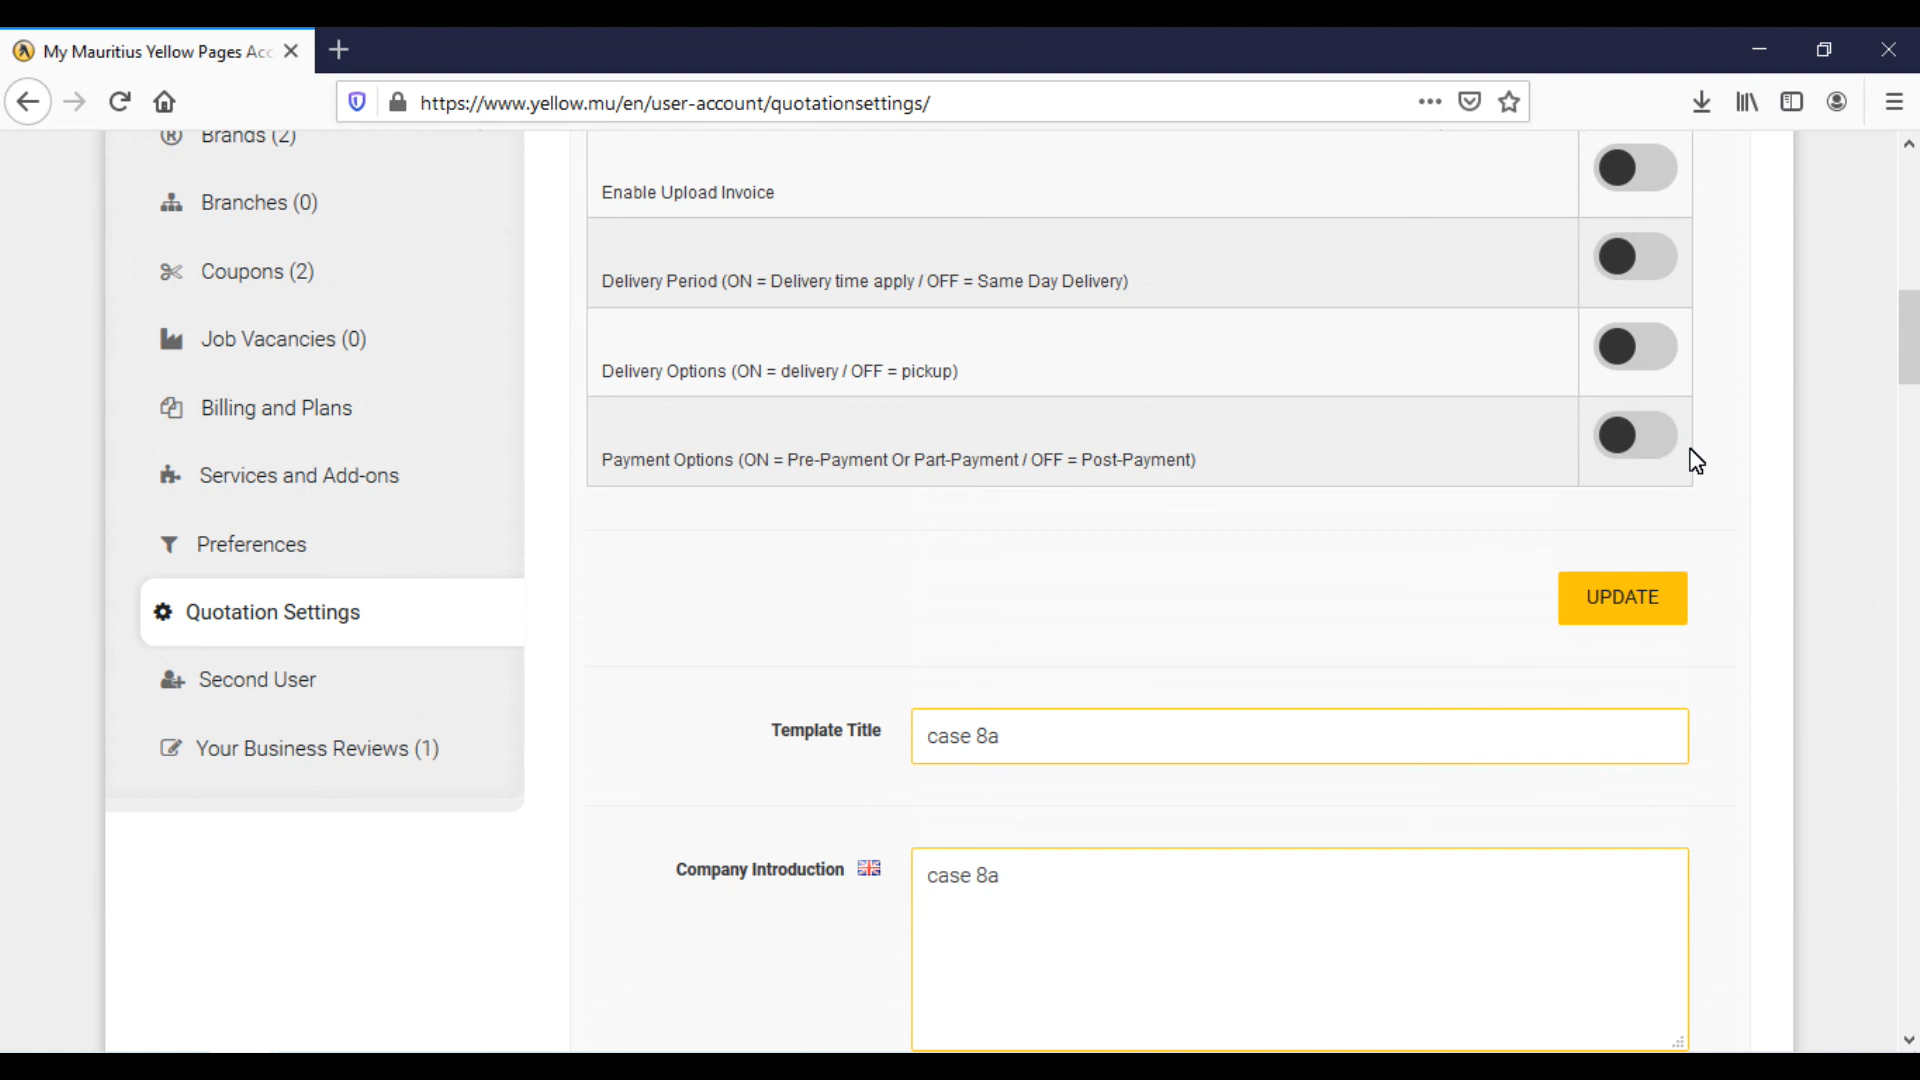 My Mauritius Yellow Pages Acc
https://www.yellow.mu/en/user-account/quotationsettings/
Brands (2)
Branches (0)
Coupons (2)
Job Vacancies (0)
Billing and Plans
Services and Add-ons
Preferences
Quotation Settings
Second User
Your Business Reviews (1)
Enable Upload Invoice
Delivery Period (ON = Delivery time apply / OFF = Same Day Delivery)
Delivery Options (ON = delivery / OFF = pickup)
Payment Options (ON = Pre-Payment Or Part-Payment / OFF = Post-Payment)
UPDATE
Template Title
case 8a
Company Introduction
case 8a